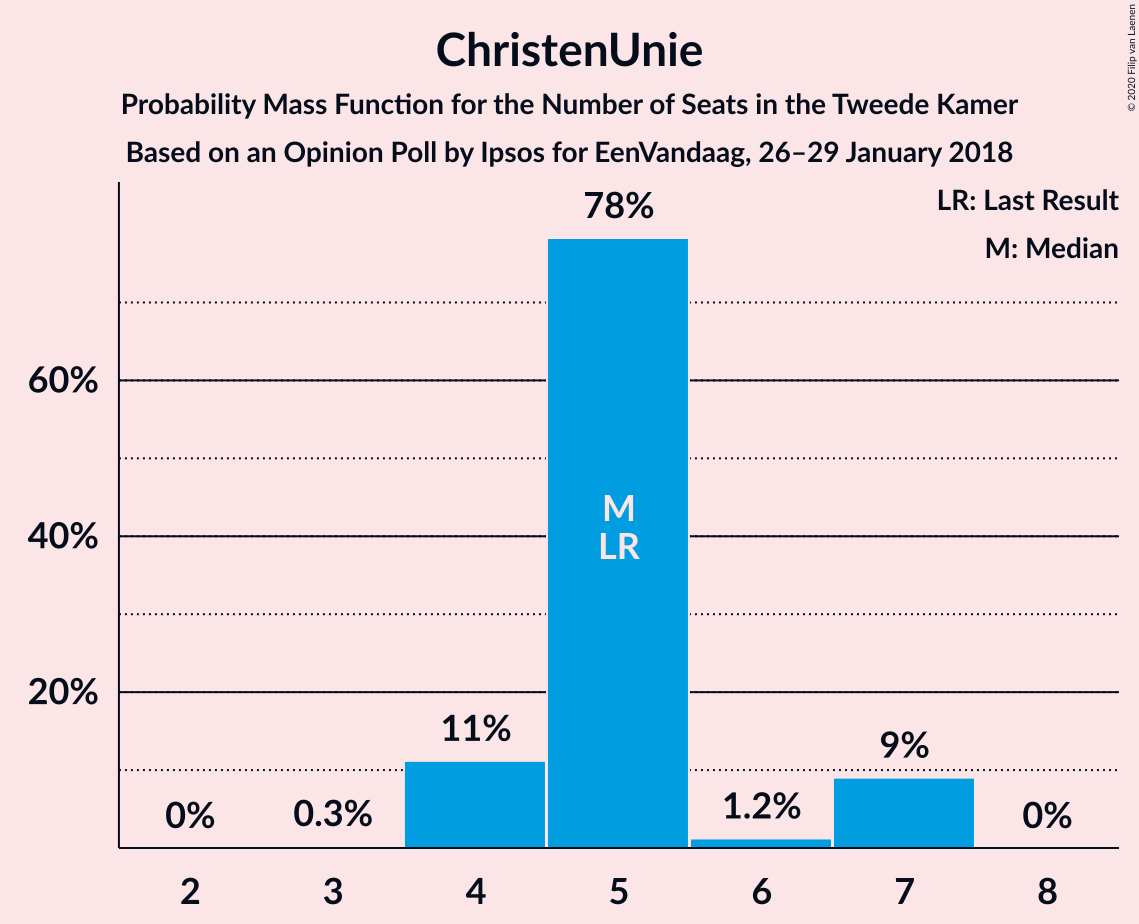 ChristenUnie
Probability Mass Function for the Number of Seats in the Tweede Kamer
Based on an Opinion Poll by Ipsos for EenVandaag, 26–29 January 2018
© 2020 Filip van Laenen
LR: Last Result
M: Median
78%
60%
40%
20%
M
LR
0%
0.3%
11%
1.2%
9%
0%
2
3
4
5
6
7
8